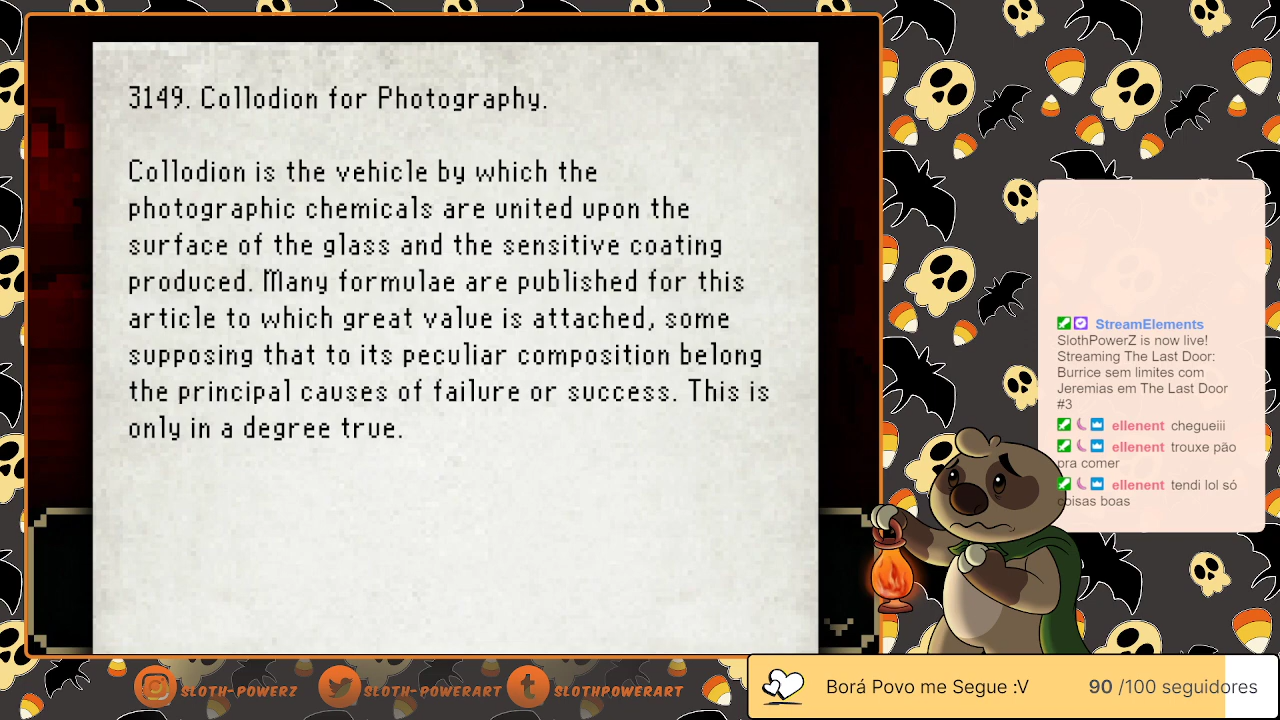 3149. Collodion for Photography.
Collodion is the vehicle by which the
photographic chemicals are united upon the
surface of the glass and the sensitive coating
produced. Many formulae are published for this
article to which great value is attached, some
supposing that to its peculiar composition belong
the principal causes of failure or success. This is
only in a degree true.
StreamElements
SlothPowerZ is now live!
Streaming The Last Door:
Burrice sem limites com
Jeremias em The Last Door
#3
ellenent chegueiii
ellenent trouxe pão
pra comer
ellenent tendi lol só
coisas boas
SLOTH-POWERZ
SLOTH-POWERART
SLOTHPOWERART
Borá Povo me Segue :V
90 /100 seguidores